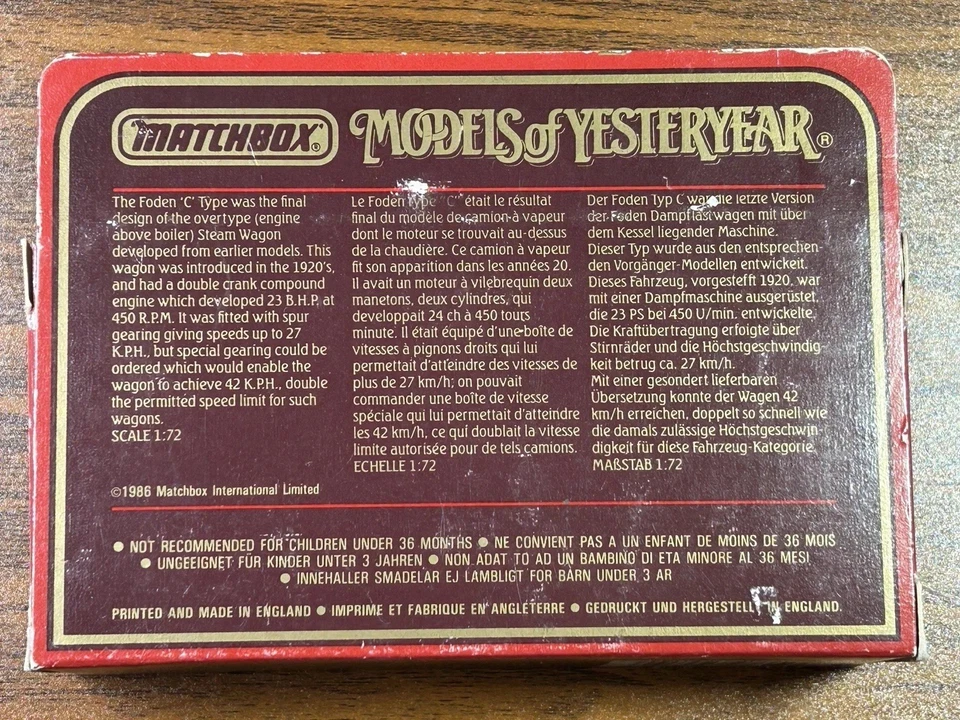 MATCHBOX®
MODELS of YESTERYEAR®
The Foden 'C' Type was the final
design of the overtype (engine
above boiler) Steam Wagon
developed from earlier models. This
wagon was introduced in the 1920's,
and had a double crank compound
engine which developed 23 B.H.P. at
450 R.P.M. It was fitted with spur
gearing giving speeds up to 27
K.P.H., but special gearing could be
ordered which would enable the
wagon to achieve 42 K.P.H., double
the permitted speed limit for such
wagons.
SCALE 1:72
Le Foden Type "C" était le résultat
final du modèle de camion à vapeur
dont le moteur se trouvait au-dessus
de la chaudière. Ce camion à vapeur
fit son apparition dans les années 20.
Il avait un moteur à vilebrequin deux
manetons, deux cylindres, qui
développait 24 ch à 450 tours
minute. Il était équipé d'une boîte de
vitesses à pignons droits qui lui
permettait d'atteindre des vitesses de
plus de 27 km/h; on pouvait
commander une boîte de vitesse
spéciale qui lui permettait d'atteindre
les 42 km/h, ce qui doublait la vitesse
limite autorisée pour de tels camions.
ECHELLE 1:72
Der Foden Typ C war die letzte Version
der Foden Dampflastwagen mit über
dem Kessel liegender Maschine.
Dieser Typ wurde aus den entsprechen-
den Vorgänger-Modellen entwickeit.
Dieses Fahrzeug, vorgestefft 1920, war
mit einer Dampfmaschine ausgerüstet,
die 23 PS bei 450 U/min. entwickelte.
Die Kraftübertragung erfolgte über
Stirnräder und die Höchstgeschwindig
keit betrug ca. 27 km/h.
Mit einer gesondert lieferbaren
Übersetzung konnte der Wagen 42
km/h erreichen, doppelt so schnell wie
die damals zulässige Höchstgeschwin
digkeit für diese Fahrzeug-Kategorie.
MAßSTAB 1:72
©1986 Matchbox International Limited
● NOT RECOMMENDED FOR CHILDREN UNDER 36 MONTHS ● NE CONVIENT PAS A UN ENFANT DE MOINS DE 36 MOIS
● UNGEEIGNET FÜR KINDER UNTER 3 JAHREN ● NON ADATTO AD UN BAMBINO DI ETA MINORE AL 36 MESI
● INNEHALLER SMADELAR EJ LAMBLIGT FOR BARN UNDER 3 AR
PRINTED AND MADE IN ENGLAND ● IMPRIME ET FABRIQUE EN ANGLETERRE ● GEDRUCKT UND HERGESTELLT IN ENGLAND.